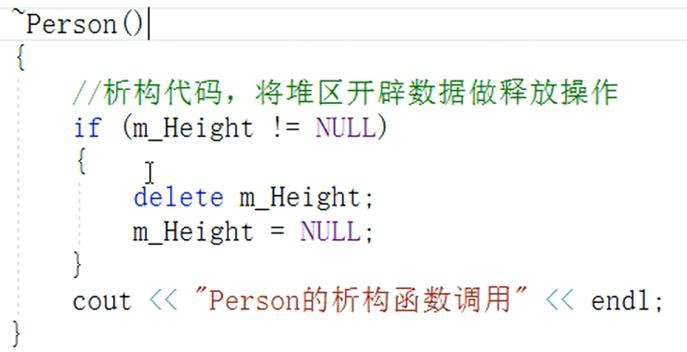 ~Person()
{
//析构代码，将堆区开辟数据做释放操作
if (m_Height != NULL)
{
delete m_Height;
m_Height = NULL;
}
cout << "Person的析构函数调用" << endl;
}